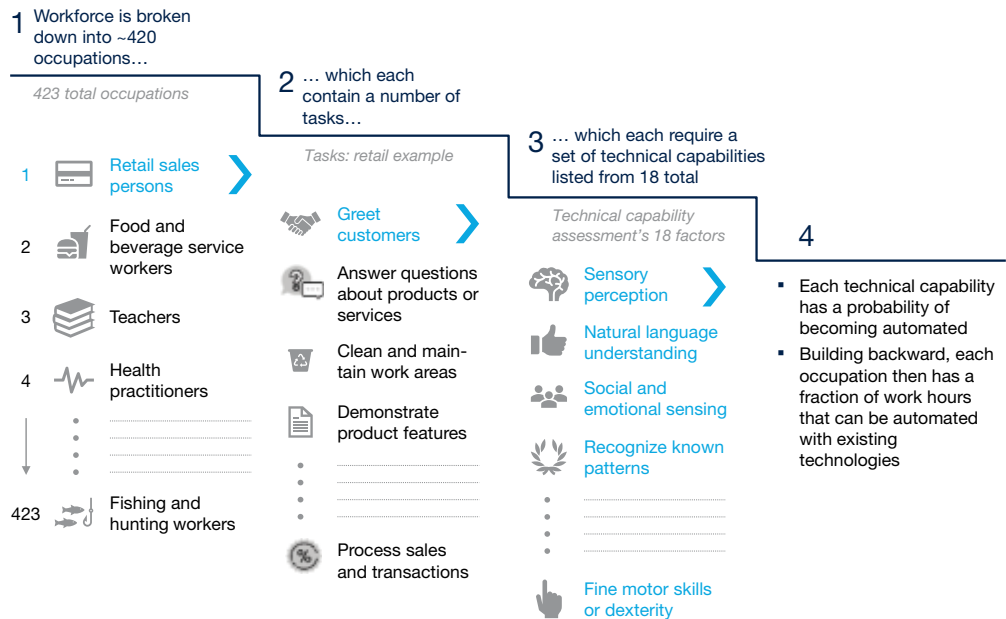 1 Workforce is broken
down into ~420
occupations…
423 total occupations
1 Retail sales
persons
2 Food and
beverage service
workers
3 Teachers
4 Health
practitioners
423 Fishing and
hunting workers
2 … which each
contain a number of
tasks…
Tasks: retail example
Greet
customers
?
Answer questions
about products or
services
Clean and main-
tain work areas
Demonstrate
product features
%
Process sales
and transactions
3 … which each require a
set of technical capabilities
listed from 18 total
Technical capability
assessment's 18 factors
Sensory
perception
Natural language
understanding
Social and
emotional sensing
Recognize known
patterns
Fine motor skills
or dexterity
4
▪ Each technical capability
has a probability of
becoming automated
▪ Building backward, each
occupation then has a
fraction of work hours
that can be automated
with existing
technologies